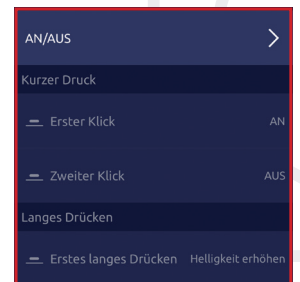 AN/AUS
Kurzer Druck
Erster Klick AN
Zweiter Klick AUS
Langes Drücken
Erstes langes Drücken Helligkeit erhöhen